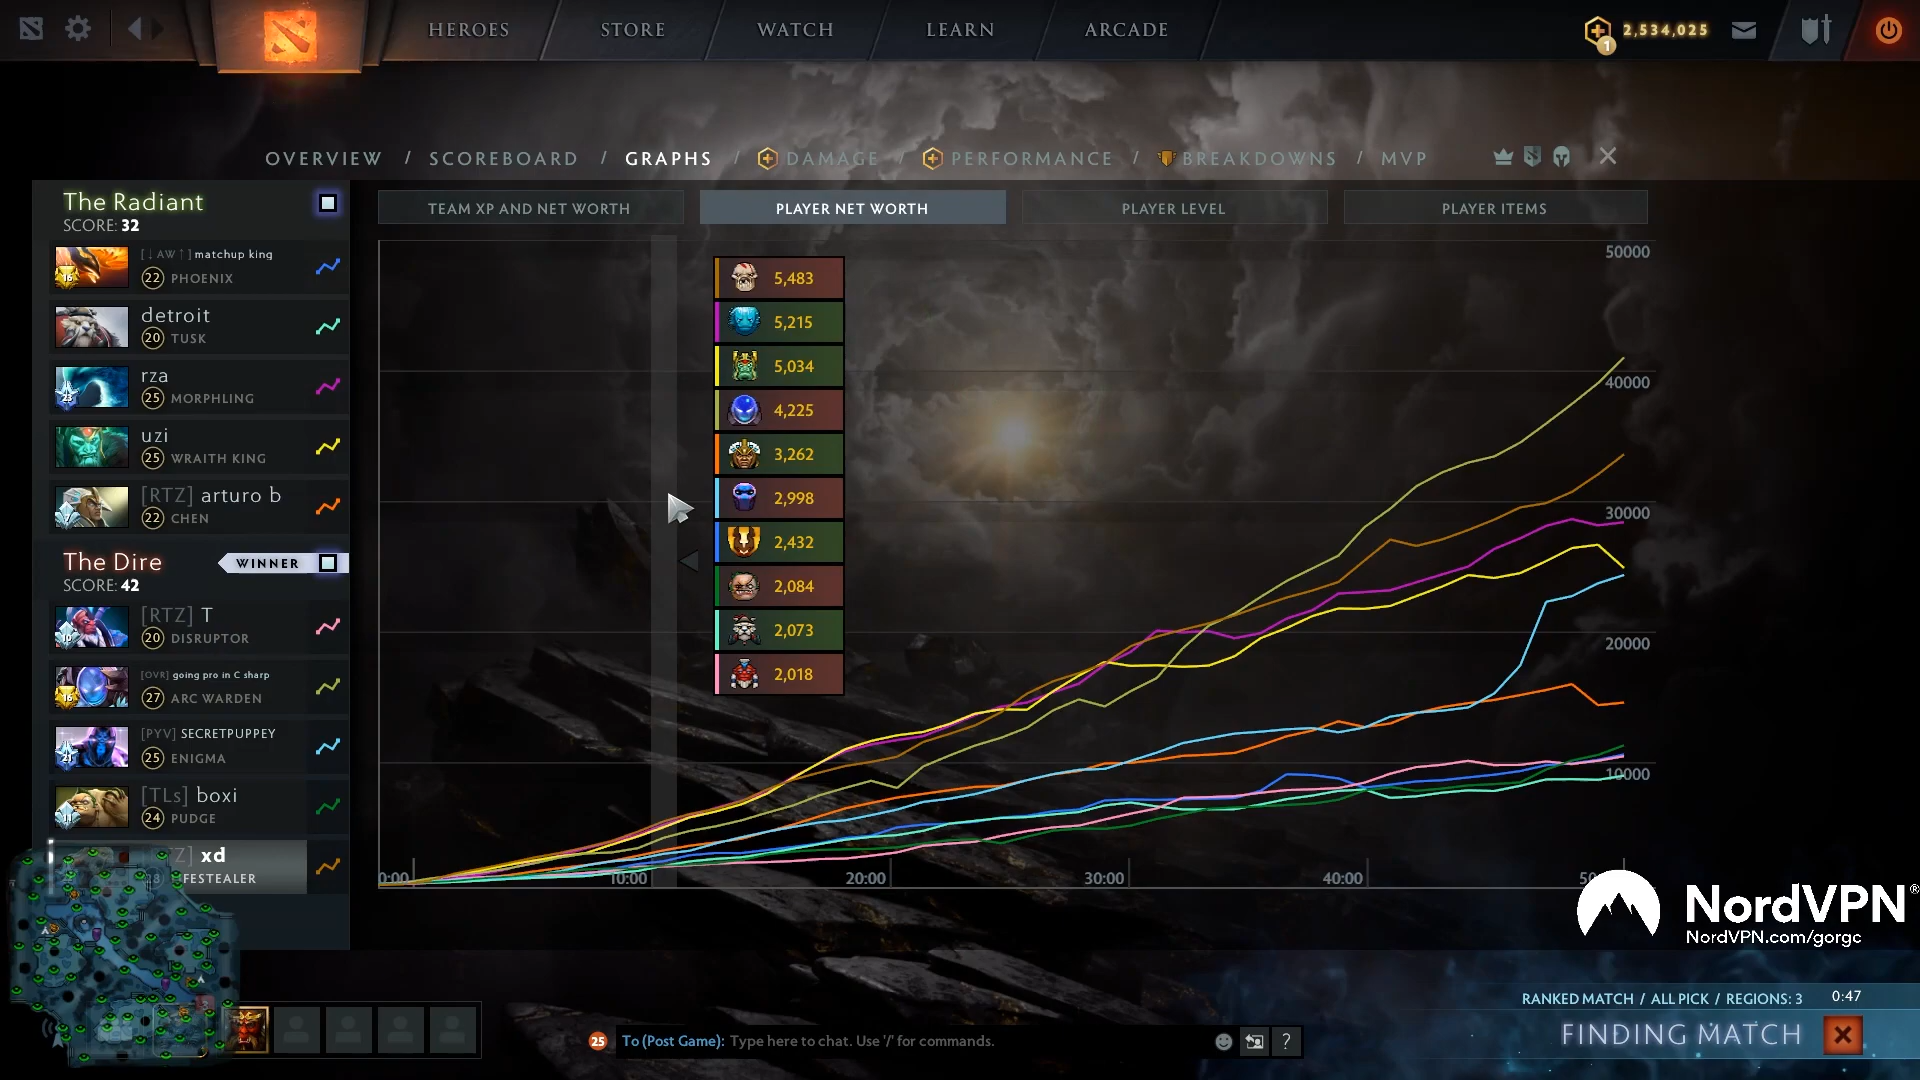 HEROES
STORE
WATCH
LEARN
ARCADE
1
2,534,025
OVERVIEW / SCOREBOARD / GRAPHS / DAMAGE / PERFORMANCE / BREAKDOWNS / MVP
The Radiant
SCORE: 32
TEAM XP AND NET WORTH
PLAYER NET WORTH
PLAYER LEVEL
PLAYER ITEMS
16
[↓AW↑] matchup king
22 PHOENIX
detroit
20 TUSK
23
rza
25 MORPHLING
uzi
25 WRAITH KING
[RTZ] arturo b
22 CHEN
The Dire
WINNER
SCORE: 42
[RTZ] T
20 DISRUPTOR
16
[OVR] going pro in C sharp
27 ARC WARDEN
21
[PYV] SECRETPUPPEY
25 ENIGMA
11
[TLs] boxi
24 PUDGE
xd
FESTEALER
5,483
5,215
5,034
4,225
3,262
2,998
2,432
2,084
2,073
2,018
50000
40000
30000
20000
10000
0:00
10:00
20:00
30:00
40:00
NordVPN®
NordVPN.com/gorgc
RANKED MATCH / ALL PICK / REGIONS: 3
0:47
FINDING MATCH
25
To (Post Game): Type here to chat. Use '/' for commands.
?